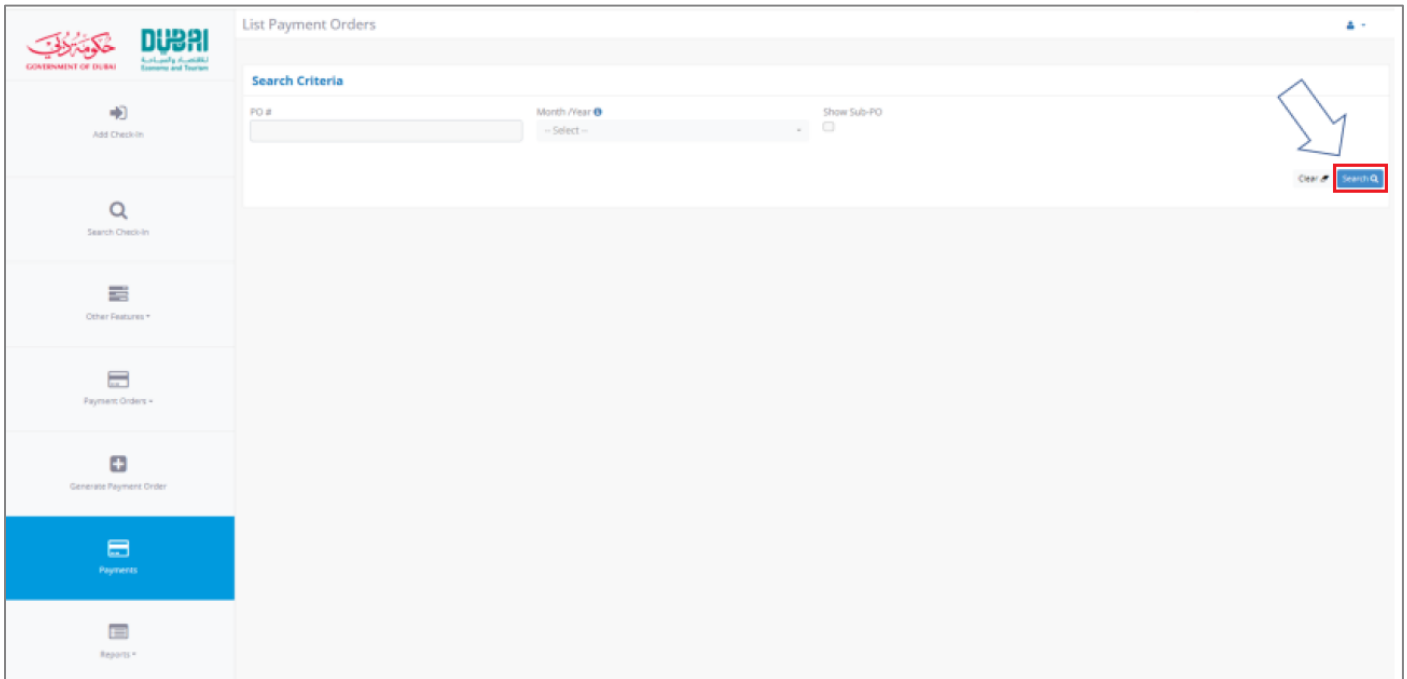 List Payment Orders
حكومة دبي
GOVERNMENT OF DUBAI
DUBAI
للاقتصاد والسياحة
Economy and Tourism
Search Criteria
PO #
Month /Year
Show Sub-PO
-- Select --
Clear
Search
Add Check-In
Search Check-In
Other Features
Payment Orders
Generate Payment Order
Payments
Reports